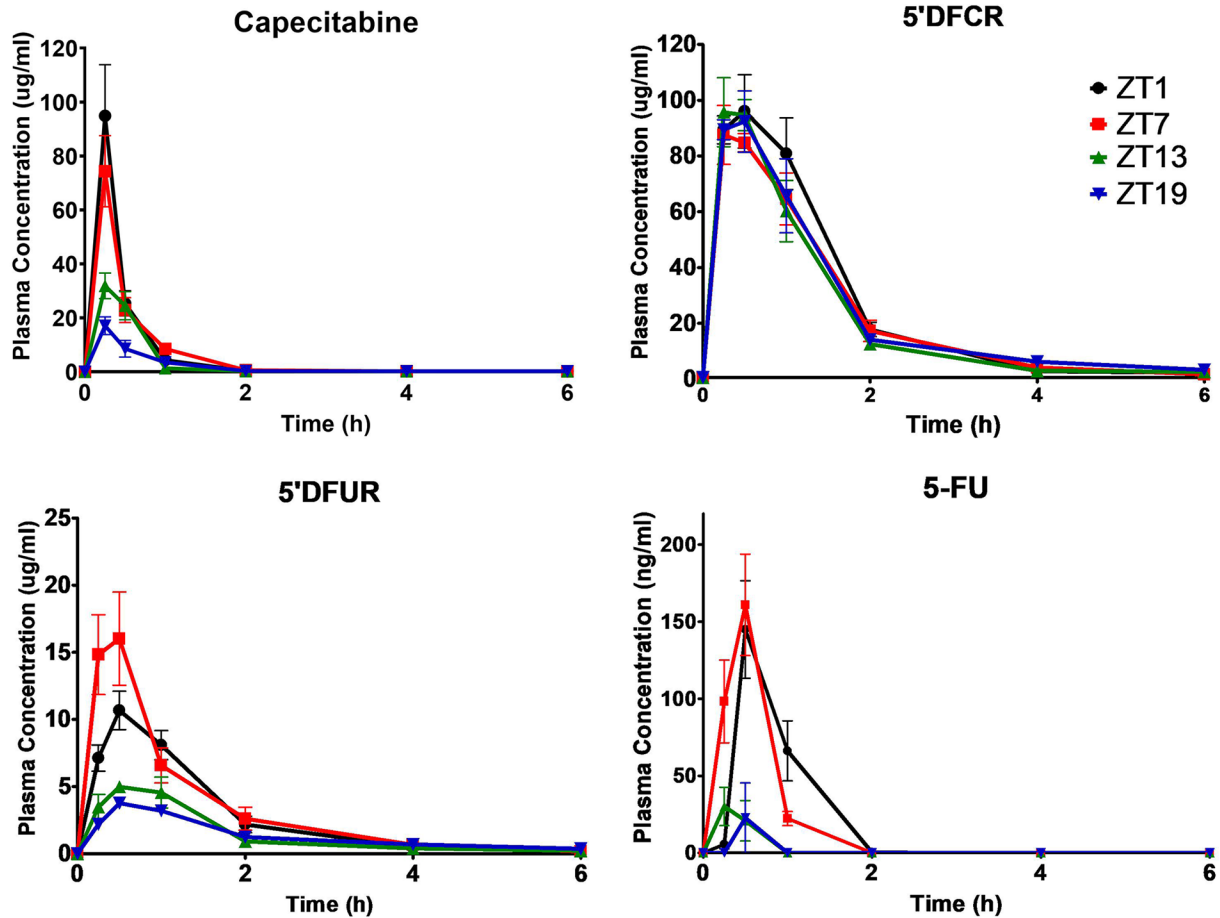 Capecitabine
Plasma Concentration (ug/ml)
120
100
80
60
40
20
0
0 2 4 6
Time (h)
5'DFCR
Plasma Concentration (ug/ml)
120
100
80
60
40
20
0
0 2 4 6
Time (h)
ZT1
ZT7
ZT13
ZT19
5'DFUR
Plasma Concentration (ug/ml)
25
20
15
10
5
0
0 2 4 6
Time (h)
5-FU
Plasma Concentration (ng/ml)
200
150
100
50
0
0 2 4 6
Time (h)